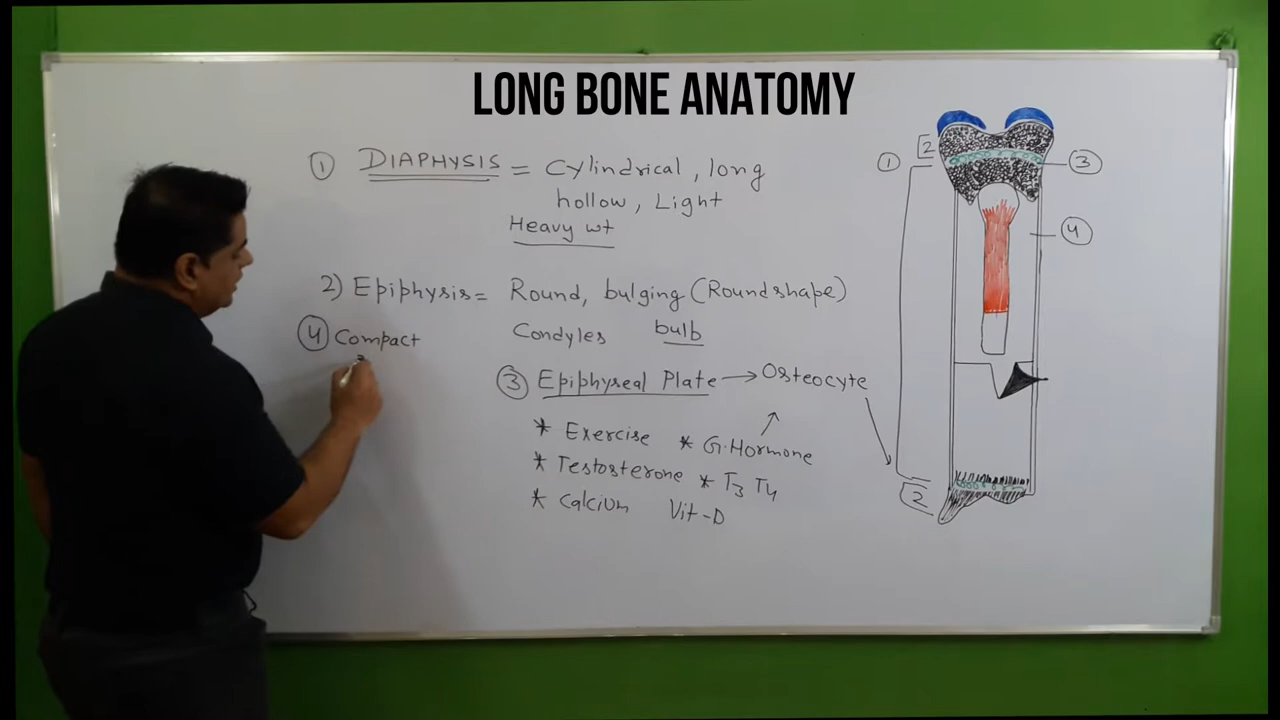 LONG BONE ANATOMY
① DIAPHYSIS = Cylindrical, long
hollow, Light
Heavy wt
2) Epiphysis = Round, bulging (Roundshape)
④ Compact
Condyles bulb
③ Epiphyseal Plate → Osteocyte
* Exercise * G.Hormone
* Testosterone * T3 T4
* Calcium Vit-D
2
① ③
④
2